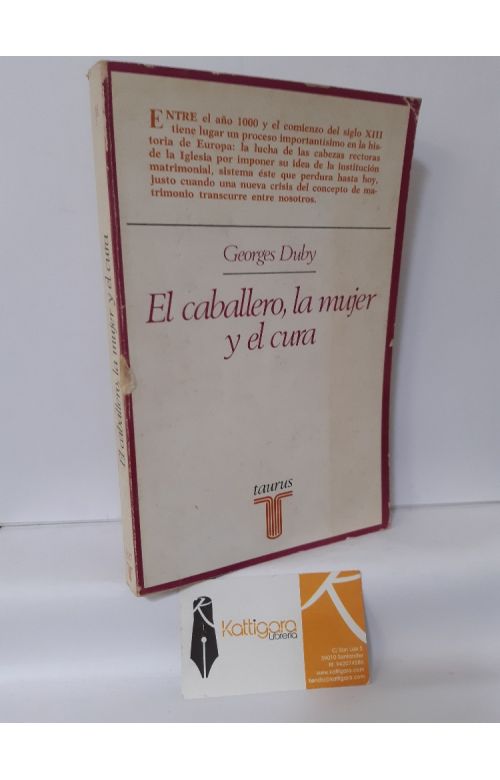 ENTRE el año 1000 y el comienzo del siglo XIII
tiene lugar un proceso importantísimo en la his-
toria de Europa: la lucha de las cabezas rectoras
de la Iglesia por imponer su idea de la institución
matrimonial, sistema éste que perdura hasta hoy,
justo cuando una nueva crisis del concepto de ma-
trimonio transcurre entre nosotros.
Georges Duby
El caballero, la mujer
y el cura
taurus
El caballero, la mujer y el cura
Kattigara
Librería
C/ San Luis 5
39010 Santander
www.kattigara.com
tienda@kattigara.com